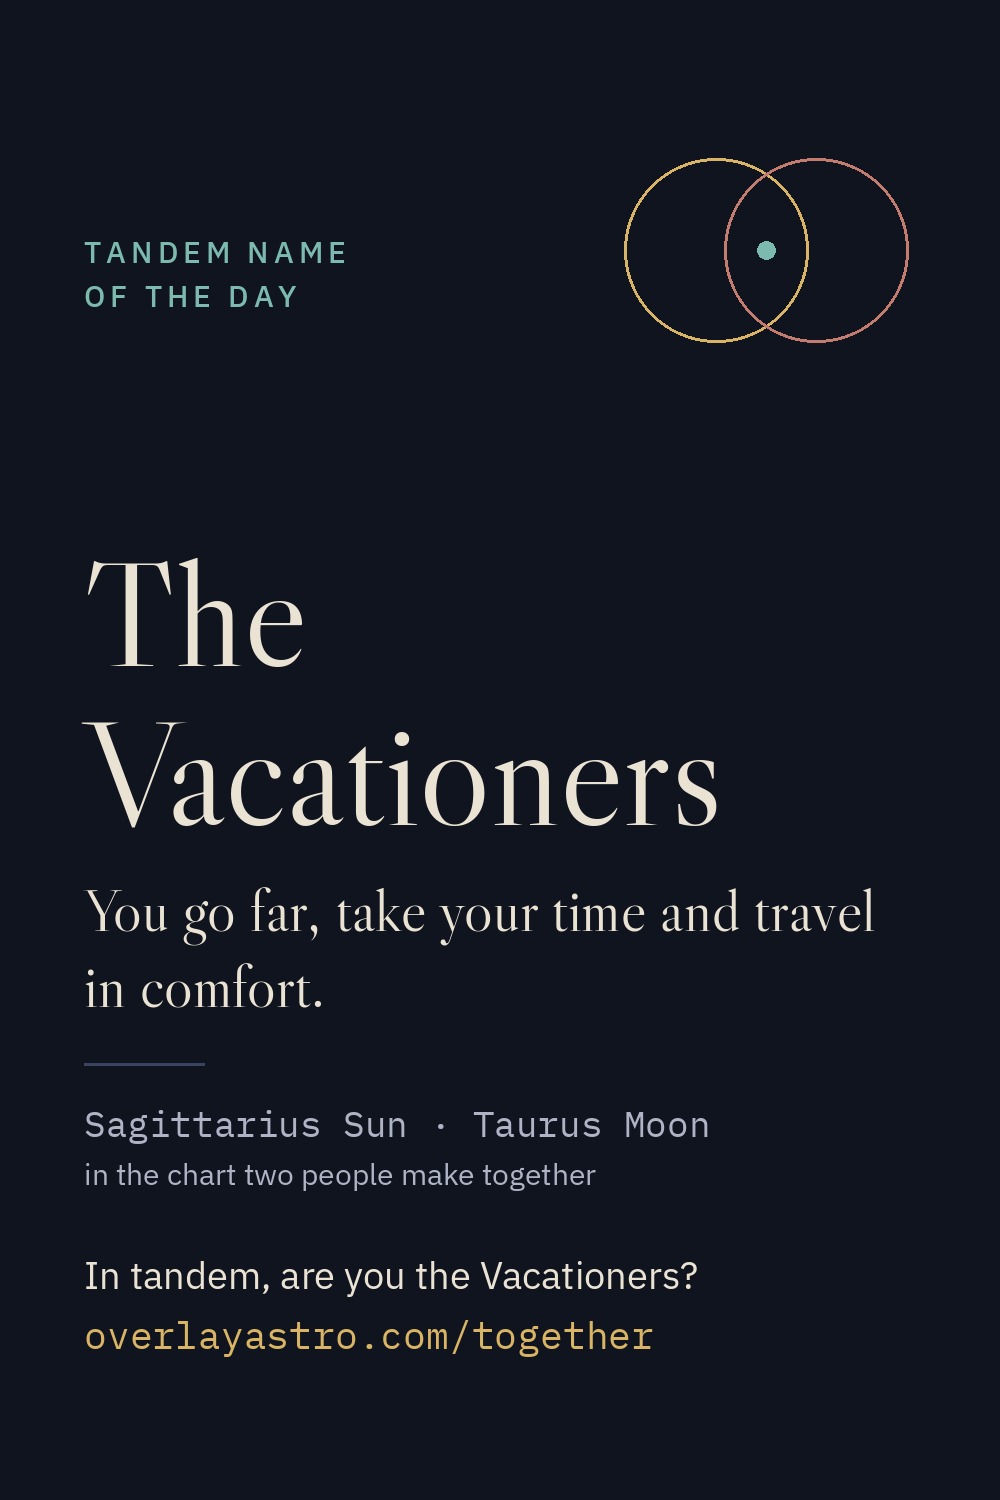 TANDEM NAME
OF THE DAY
The
Vacationers
You go far, take your time and travel
in comfort.
Sagittarius Sun · Taurus Moon
in the chart two people make together
In tandem, are you the Vacationers?
overlayastro.com/together